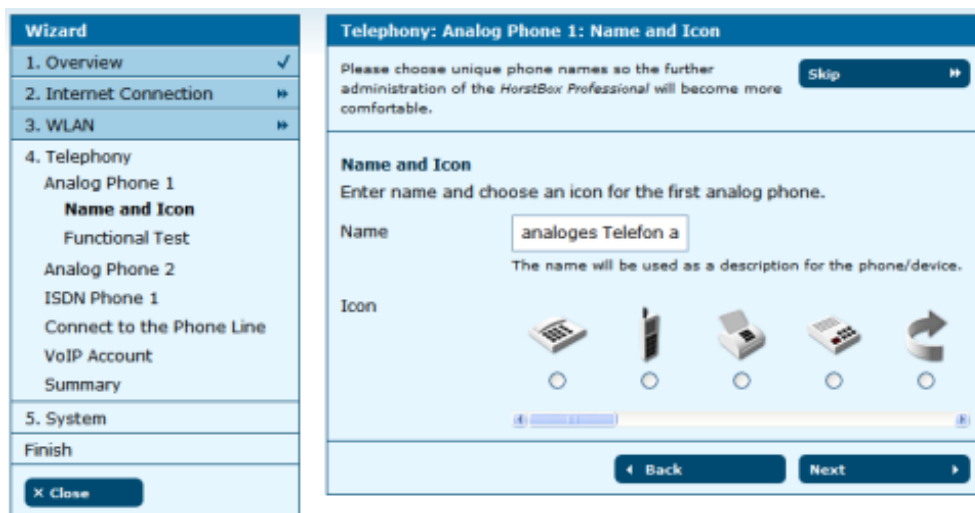 Wizard
1. Overview
2. Internet Connection
3. WLAN
4. Telephony
Analog Phone 1
Name and Icon
Functional Test
Analog Phone 2
ISDN Phone 1
Connect to the Phone Line
VoIP Account
Summary
5. System
Finish
× Close
Telephony: Analog Phone 1: Name and Icon
Please choose unique phone names so the further
administration of the HorstBox Professional will become more
comfortable.
Skip
Name and Icon
Enter name and choose an icon for the first analog phone.
Name
analoges Telefon a
The name will be used as a description for the phone/device.
Icon
Back
Next